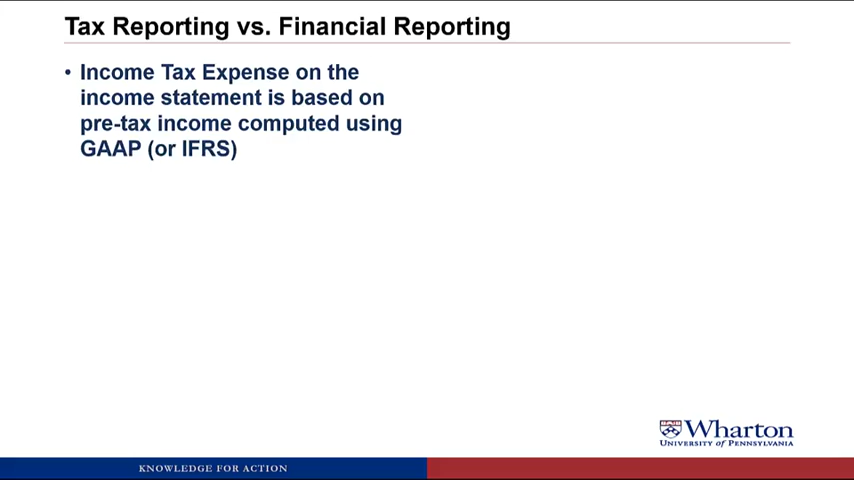 Tax Reporting vs. Financial Reporting
• Income Tax Expense on the
income statement is based on
pre-tax income computed using
GAAP (or IFRS)
Wharton
UNIVERSITY OF PENNSYLVANIA
KNOWLEDGE FOR ACTION